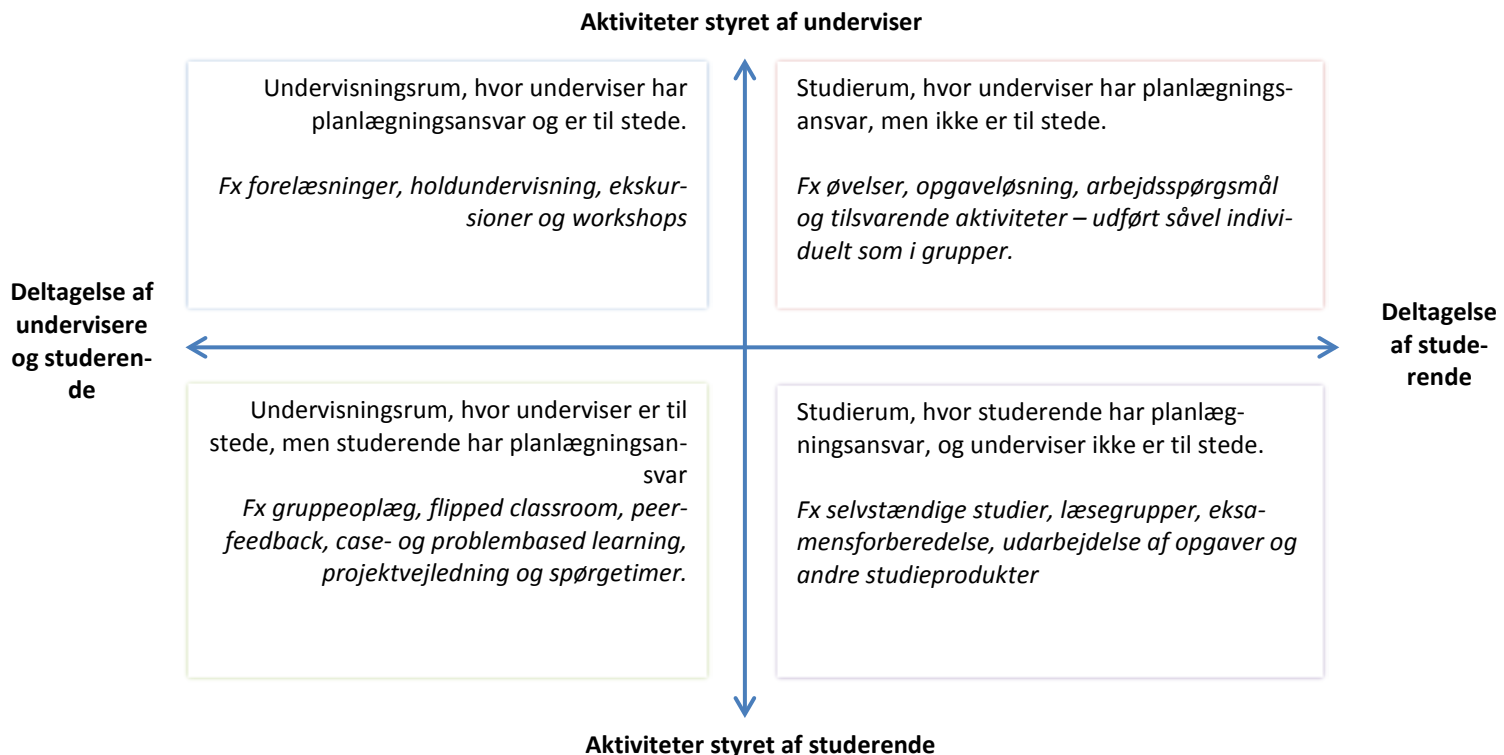 Aktiviteter styret af underviser
Undervisningsrum, hvor underviser har
planlægningsansvar og er til stede.
Fx forelæsninger, holdundervisning, ekskur-
sioner og workshops
Studierum, hvor underviser har planlægnings-
ansvar, men ikke er til stede.
Fx øvelser, opgaveløsning, arbejdsspørgsmål
og tilsvarende aktiviteter – udført såvel indivi-
duelt som i grupper.
Deltagelse af
undervisere
og studeren-
de
Deltagelse
af stude-
rende
Undervisningsrum, hvor underviser er til
stede, men studerende har planlægningsan-
svar
Fx gruppeoplæg, flipped classroom, peer-
feedback, case- og problembased learning,
projektvejledning og spørgetimer.
Studierum, hvor studerende har planlæg-
ningsansvar, og underviser ikke er til stede.
Fx selvstændige studier, læsegrupper, eksa-
mensforberedelse, udarbejdelse af opgaver og
andre studieprodukter
Aktiviteter styret af studerende